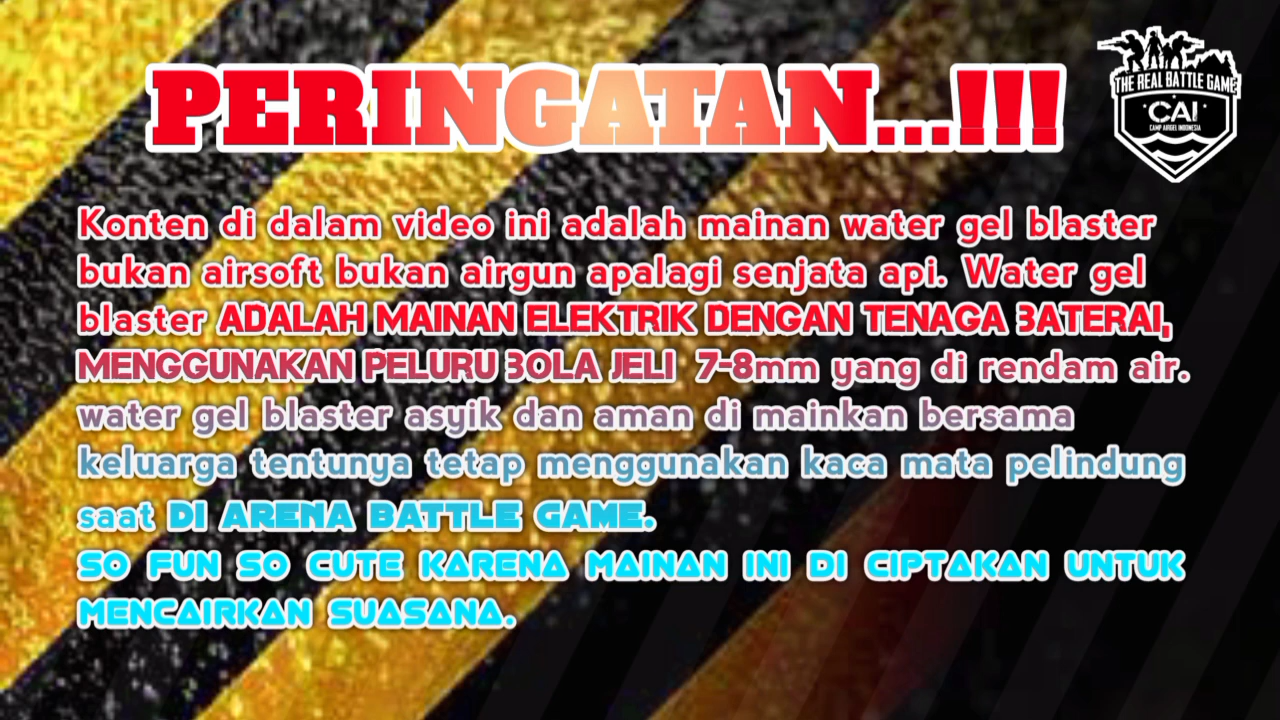 PERINGATAN...!!!
THE REAL BATTLE GAME
CAI
CAMP AIRGEL INDONESIA
Konten di dalam video ini adalah mainan water gel blaster
bukan airsoft bukan airgun apalagi senjata api. Water gel
blaster ADALAH MAINAN ELEKTRIK DENGAN TENAGA BATERAI,
MENGGUNAKAN PELURU BOLA JELI 7-8mm yang di rendam air.
water gel blaster asyik dan aman di mainkan bersama
keluarga tentunya tetap menggunakan kaca mata pelindung
saat DI ARENA BATTLE GAME.
SO FUN SO CUTE KARENA MAINAN INI DI CIPTAKAN UNTUK
MENCAIRKAN SUASANA.